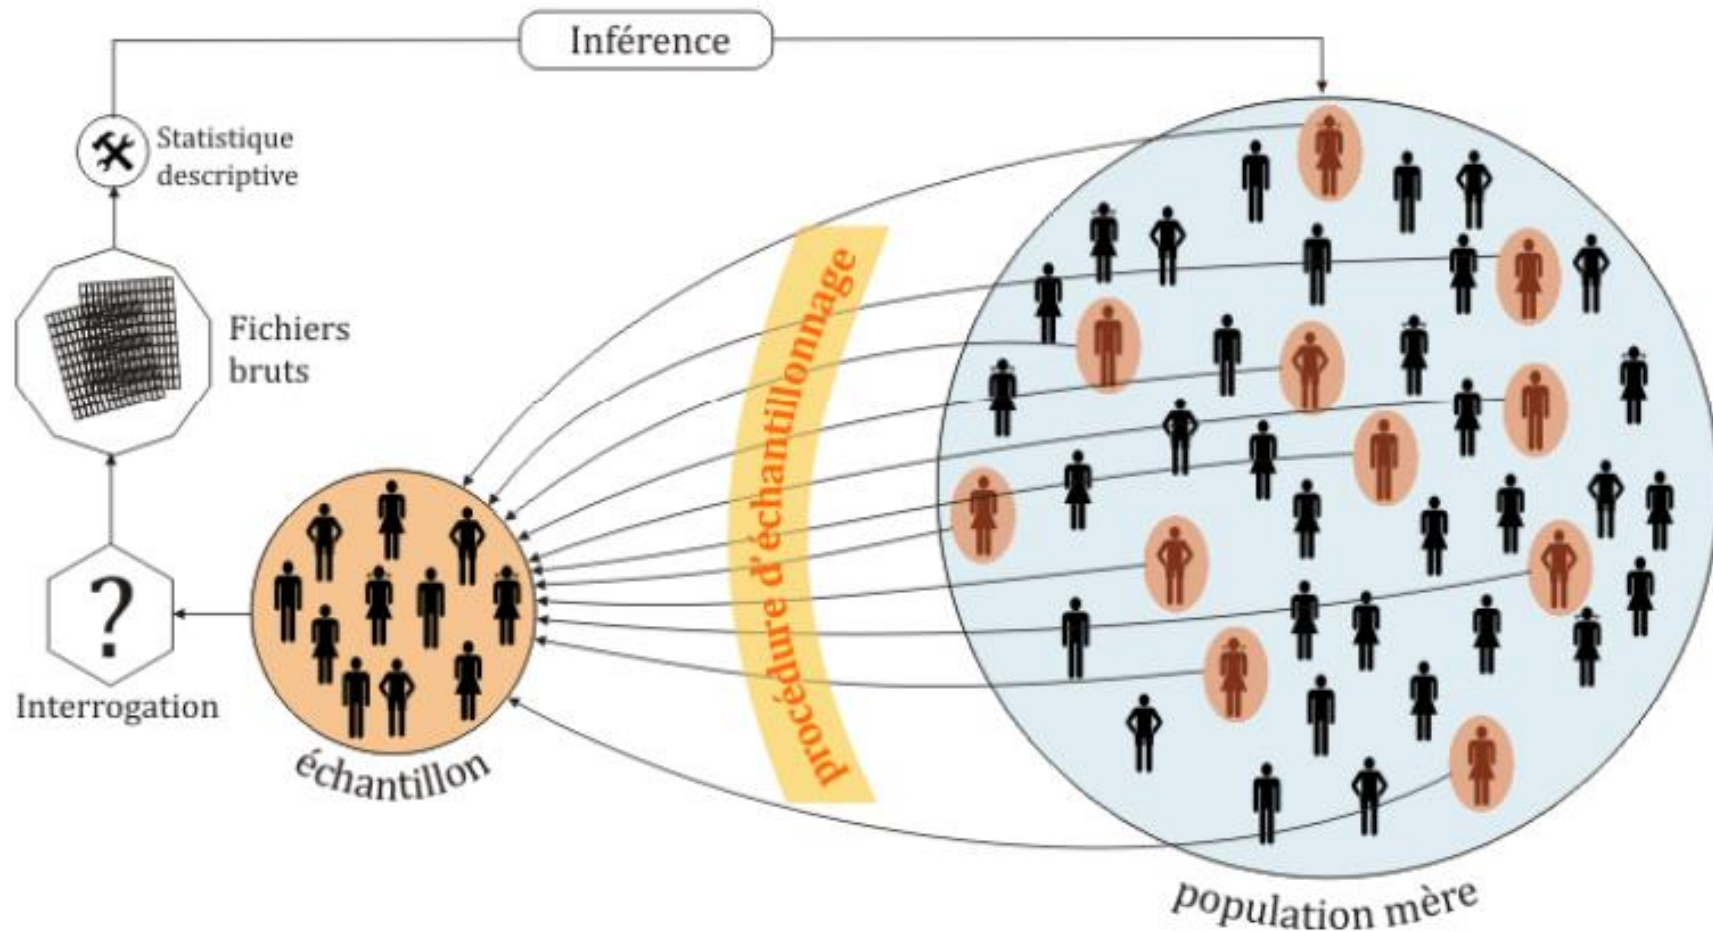 Inférence
Statistique
descriptive
Fichiers
bruts
procédure d'échantillonnage
?
Interrogation
échantillon
population mère